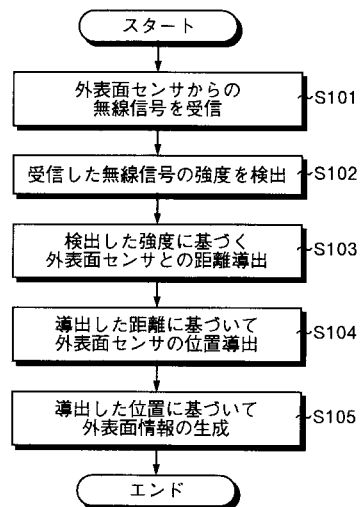 スタート
外表面センサからの
無線信号を受信
S101
受信した無線信号の強度を検出
S102
検出した強度に基づく
外表面センサとの距離導出
S103
導出した距離に基づいて
外表面センサの位置導出
S104
導出した位置に基づいて
外表面情報の生成
S105
エンド